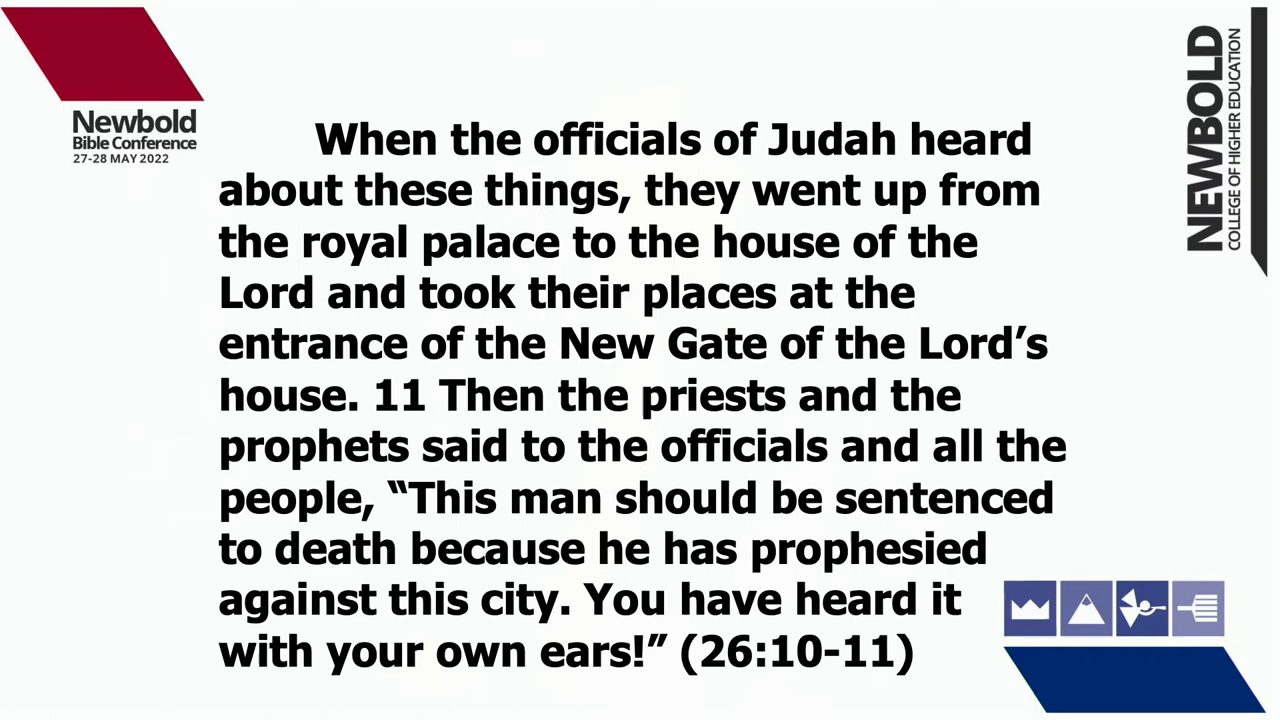 Newbold
Bible Conference
27-28 MAY 2022
NEWBOLD
COLLEGE OF HIGHER EDUCATION
When the officials of Judah heard
about these things, they went up from
the royal palace to the house of the
Lord and took their places at the
entrance of the New Gate of the Lord’s
house. 11 Then the priests and the
prophets said to the officials and all the
people, “This man should be sentenced
to death because he has prophesied
against this city. You have heard it
with your own ears!” (26:10-11)